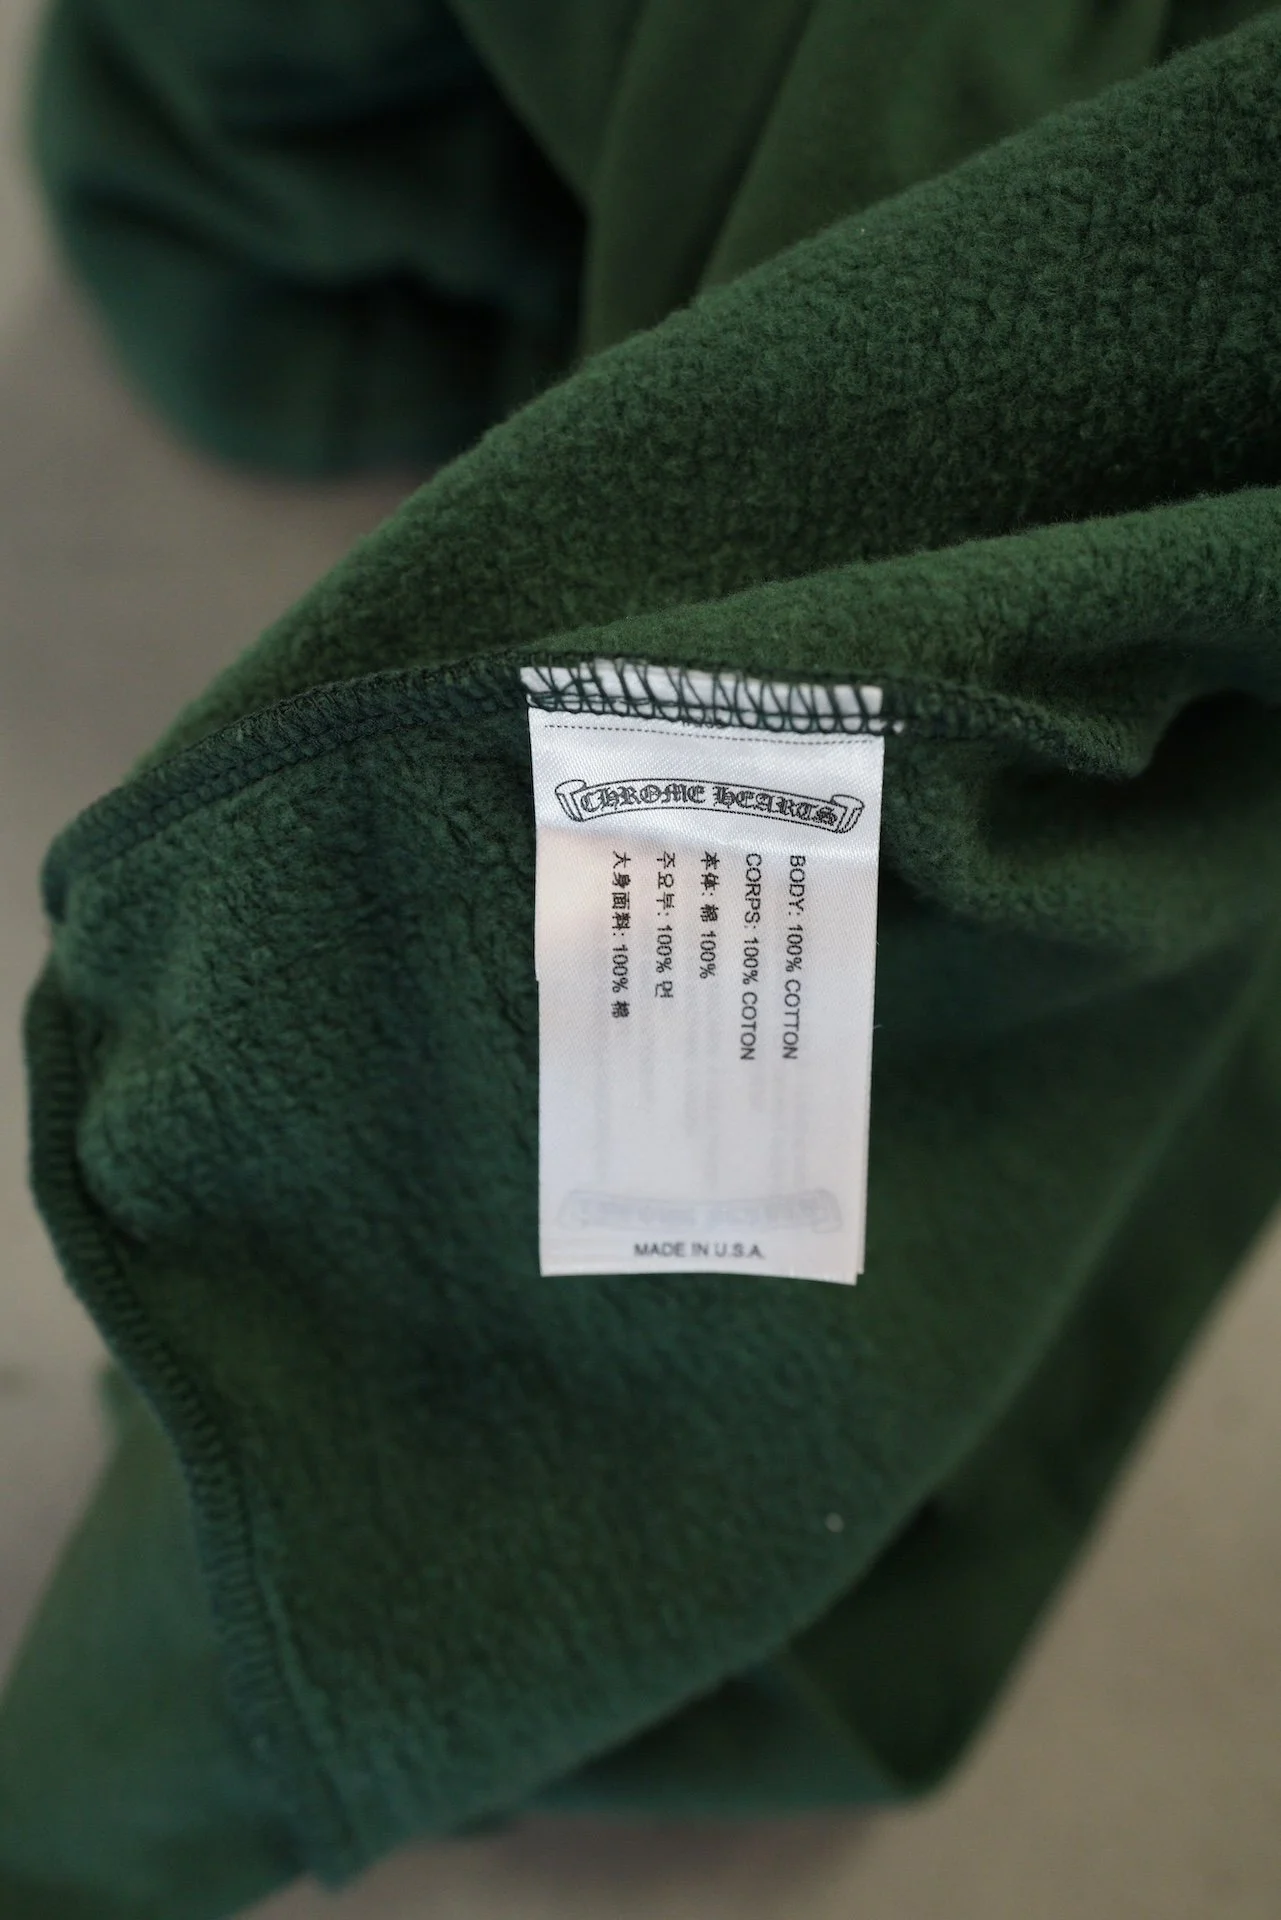 CHROME HEARTS
BODY: 100% COTTON
CORPS: 100% COTON
本体: 棉 100%
주요부: 100% 면
大身面料: 100% 棉
MADE IN U.S.A.